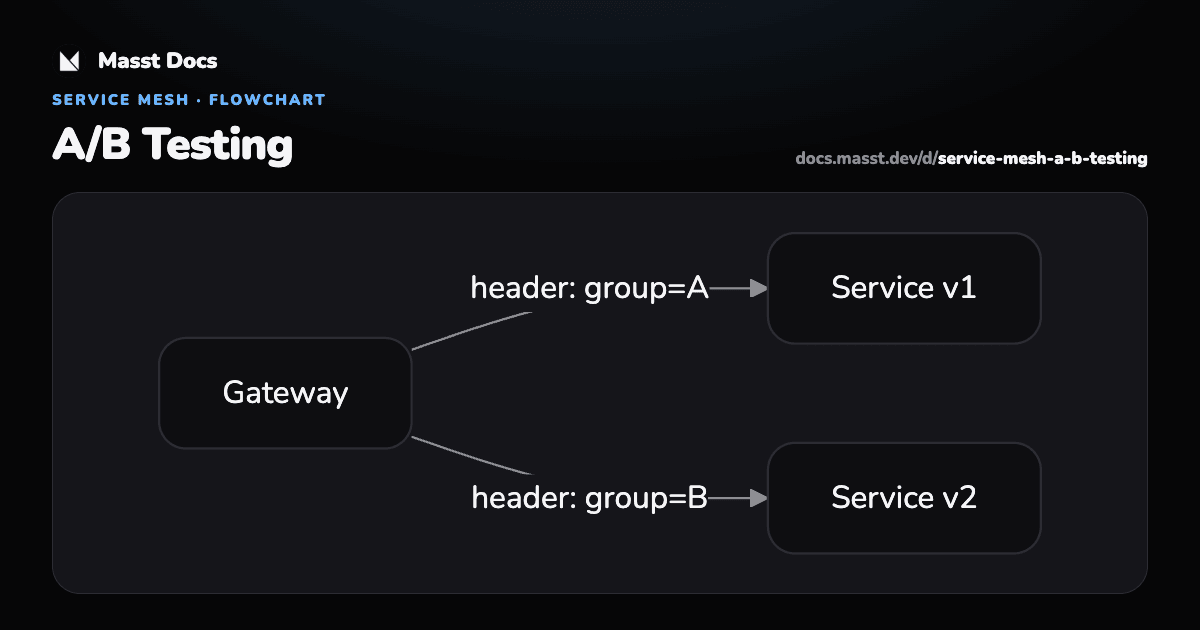 Masst Docs
SERVICE MESH · FLOWCHART
A/B Testing
docs.masst.dev/d/service-mesh-a-b-testing
header: group=A
Service v1
Gateway
header: group=B
Service v2